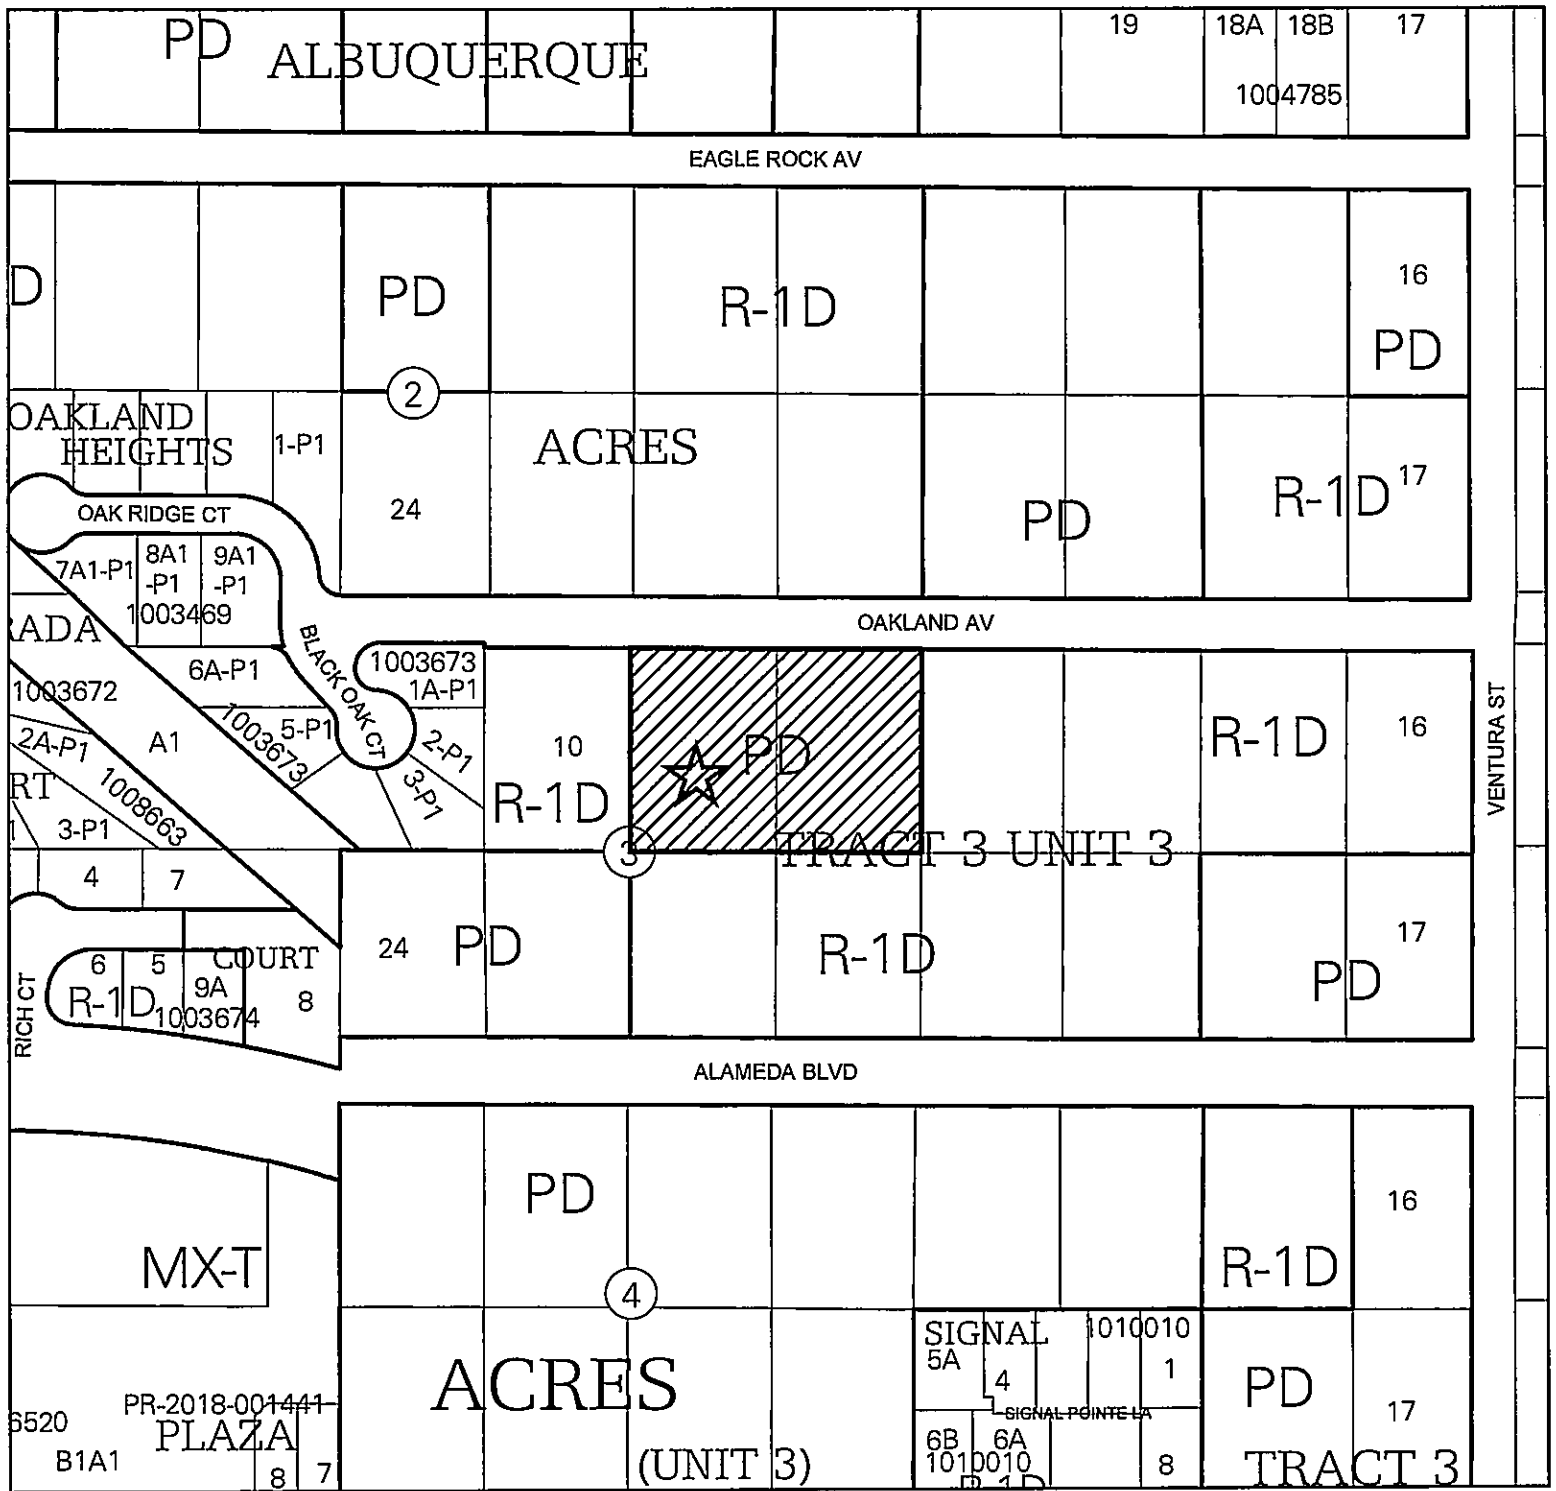 PD
ALBUQUERQUE
19
18A
18B
17
1004785
EAGLE ROCK AV
D
PD
R-1D
16
PD
2
OAKLAND
HEIGHTS
1-P1
ACRES
24
PD
R-1D
17
OAK RIDGE CT
7A1-P1
8A1
-P1
9A1
-P1
1003469
RADA
BLACK OAK CT
OAKLAND AV
6A-P1
1003673
1A-P1
1003672
2A-P1
A1
1003673
5-P1
2-P1
3-P1
10
R-1D
PD
R-1D
16
VENTURA ST
RT
1008663
3-P1
1
3
TRACT 3 UNIT 3
4
7
24
PD
R-1D
17
PD
COURT
6
5
9A
R-1D
1003674
8
RICH CT
ALAMEDA BLVD
PD
16
MX-T
R-1D
4
SIGNAL
1010010
5A
4
1
ACRES
PD
17
PR-2018-001441-
6520
PLAZA
B1A1
8
7
SIGNAL POINTE LA
6B
6A
1010010
8
R-1D
(UNIT 3)
TRACT 3